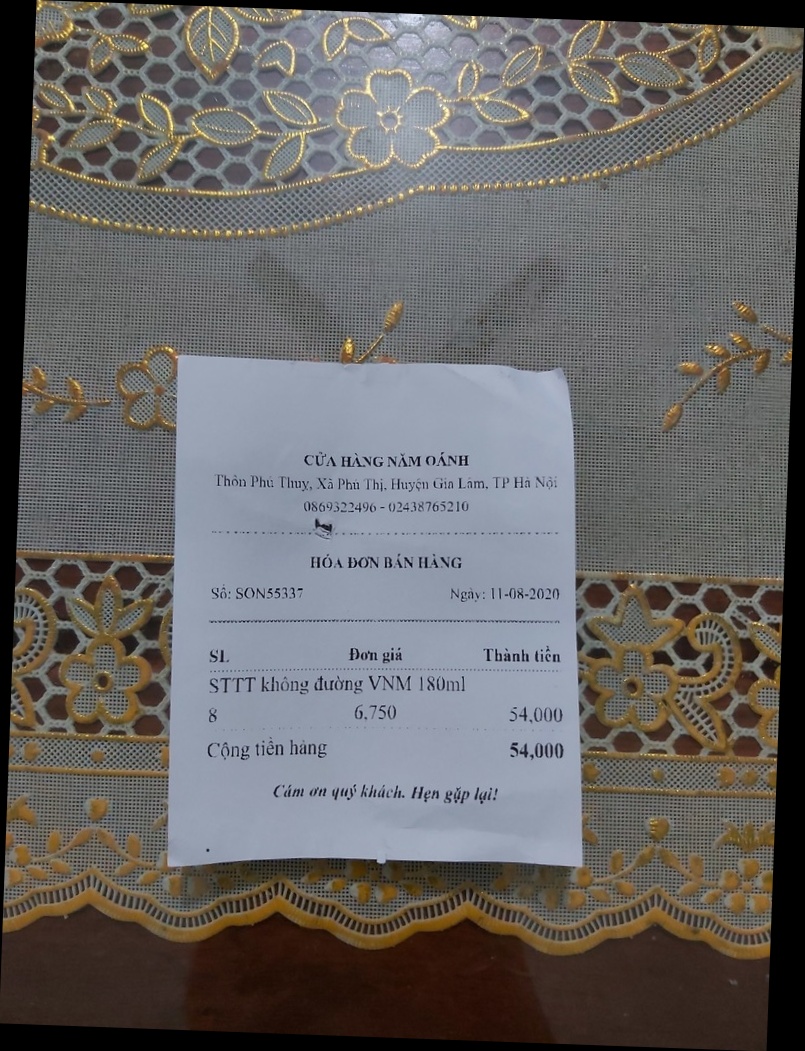 CỬA HÀNG NĂM OÁNH
Thôn Phú Thuỵ, Xã Phú Thị, Huyện Gia Lâm, TP Hà Nội
0869322496 - 02438765210
HÓA ĐƠN BÁN HÀNG
Số: SON55337 Ngày: 11-08-2020
SL Đơn giá Thành tiền
STTT không đường VNM 180ml
8 6,750 54,000
Cộng tiền hàng 54,000
Cám ơn quý khách. Hẹn gặp lại!